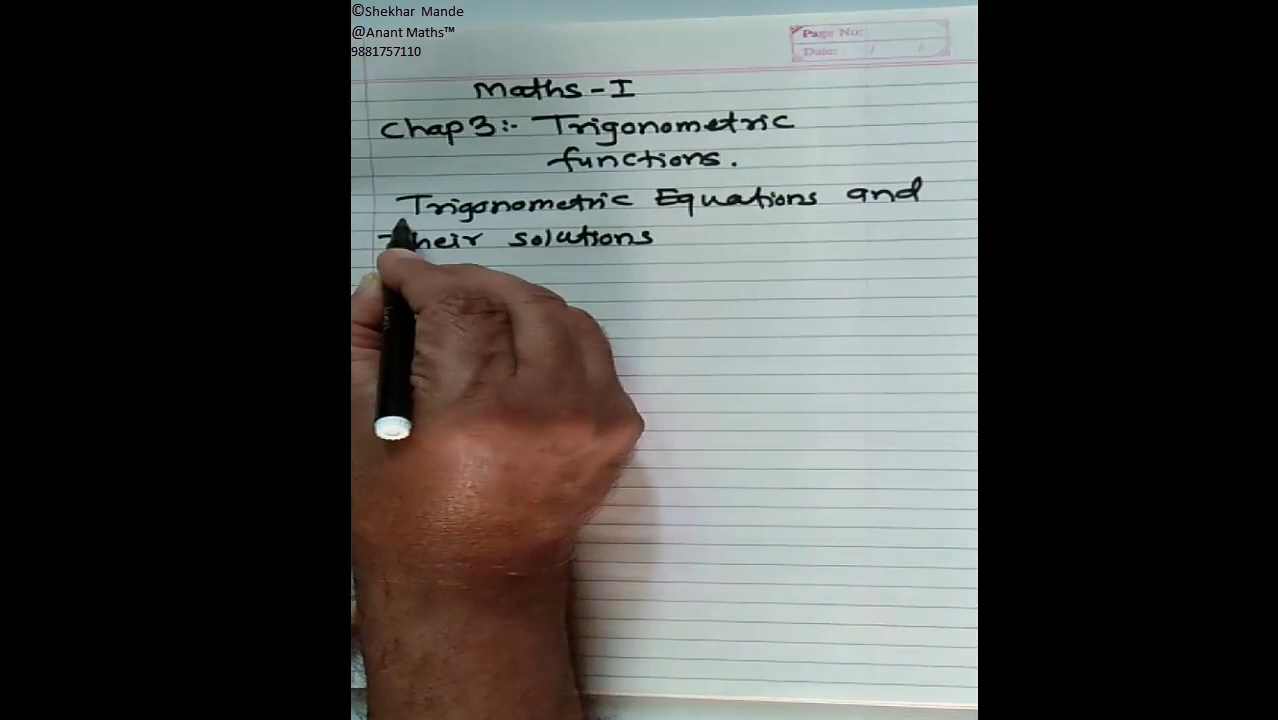 ©Shekhar Mande
@Anant Maths™
9881757110
Page No:
Date: / /
Maths - I
Chap 3:- Trigonometric
functions.
Trigonometric Equations and
Their solutions